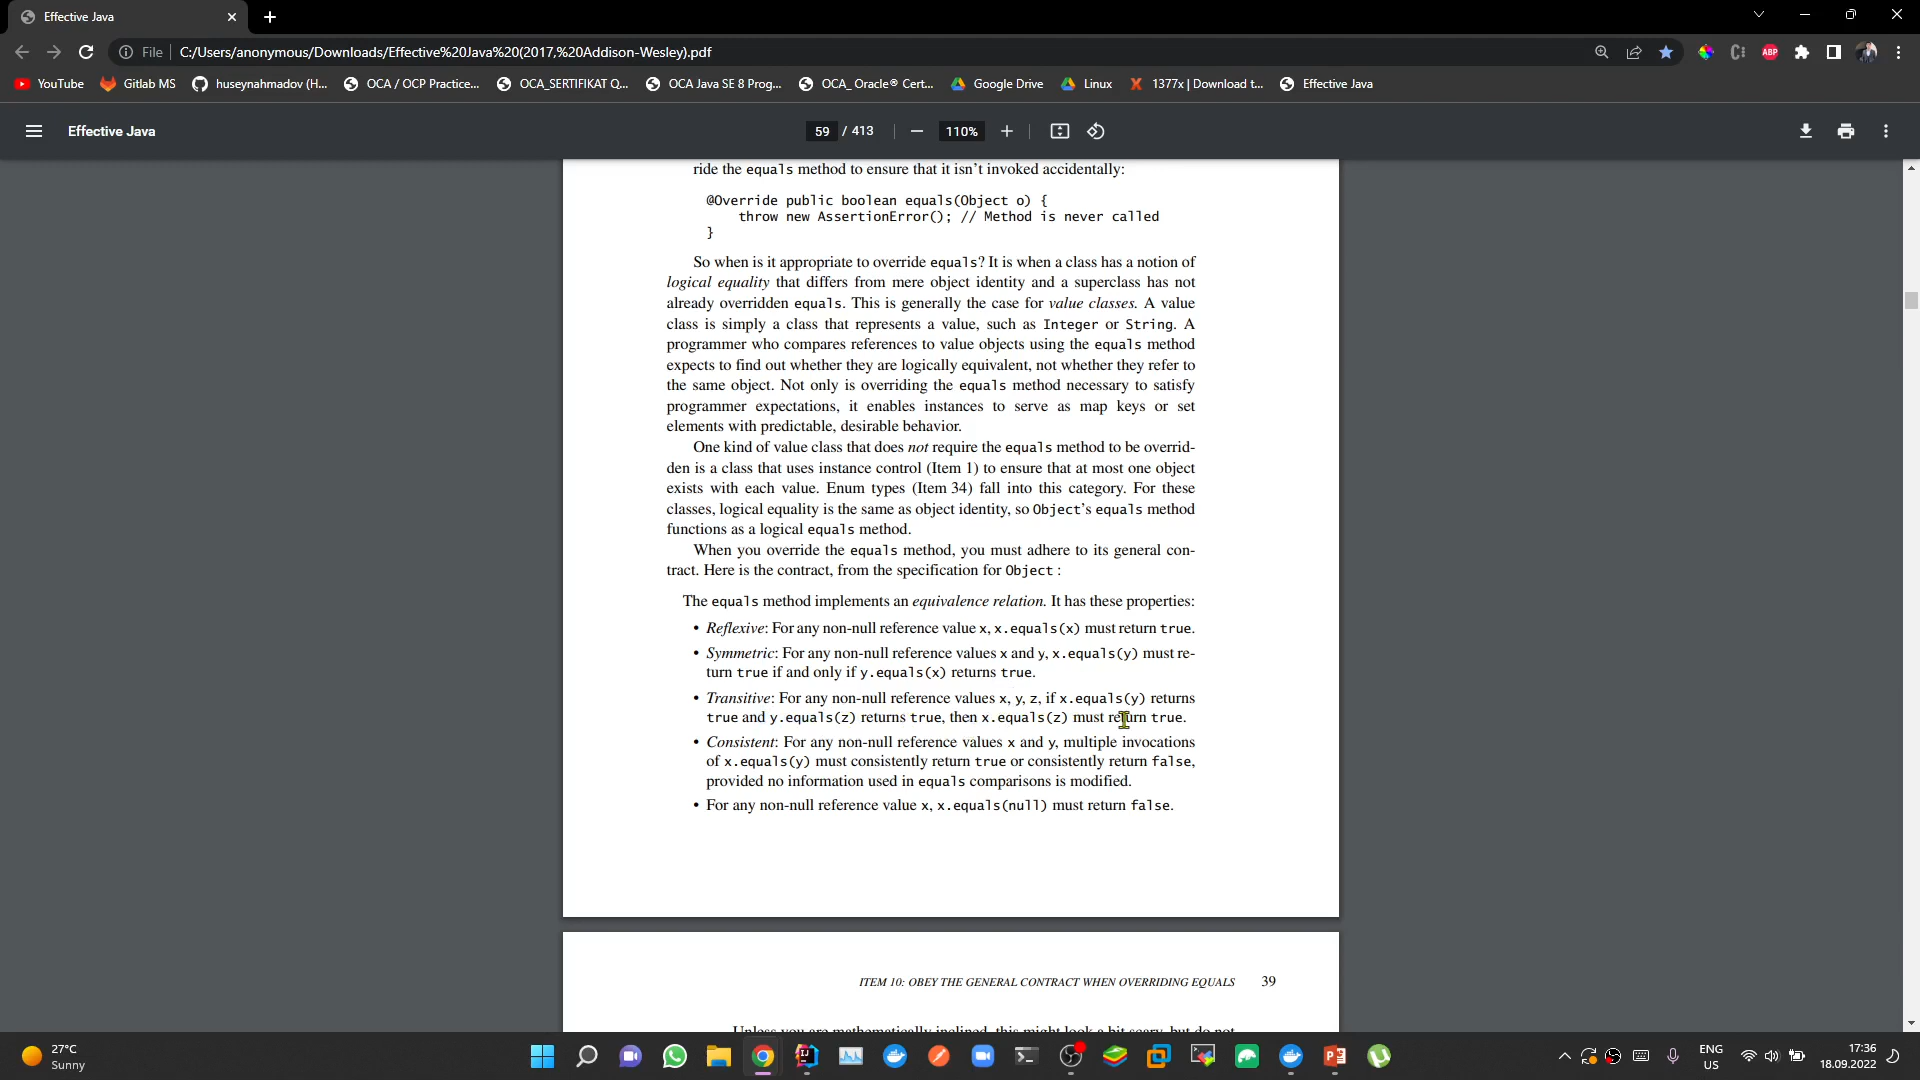 Effective Java
File
C:/Users/anonymous/Downloads/Effective%20Java%20(2017,%20Addison-Wesley).pdf
YouTube
Gitlab MS
huseynahmadov (H...
OCA / OCP Practice...
OCA_SERTIFIKAT Q...
OCA Java SE 8 Prog...
OCA_ Oracle® Cert...
Google Drive
Linux
1377x | Download t...
Effective Java
Effective Java
59 / 413
110%
ride the equals method to ensure that it isn't invoked accidentally:
@Override public boolean equals(Object o) {
throw new AssertionError(); // Method is never called
}
So when is it appropriate to override equals? It is when a class has a notion of
logical equality that differs from mere object identity and a superclass has not
already overridden equals. This is generally the case for value classes. A value
class is simply a class that represents a value, such as Integer or String. A
programmer who compares references to value objects using the equals method
expects to find out whether they are logically equivalent, not whether they refer to
the same object. Not only is overriding the equals method necessary to satisfy
programmer expectations, it enables instances to serve as map keys or set
elements with predictable, desirable behavior.
One kind of value class that does not require the equals method to be overrid-
den is a class that uses instance control (Item 1) to ensure that at most one object
exists with each value. Enum types (Item 34) fall into this category. For these
classes, logical equality is the same as object identity, so Object's equals method
functions as a logical equals method.
When you override the equals method, you must adhere to its general con-
tract. Here is the contract, from the specification for Object :
The equals method implements an equivalence relation. It has these properties:
• Reflexive: For any non-null reference value x, x.equals(x) must return true.
• Symmetric: For any non-null reference values x and y, x.equals(y) must re-
turn true if and only if y.equals(x) returns true.
• Transitive: For any non-null reference values x, y, z, if x.equals(y) returns
true and y.equals(z) returns true, then x.equals(z) must return true.
• Consistent: For any non-null reference values x and y, multiple invocations
of x.equals(y) must consistently return true or consistently return false,
provided no information used in equals comparisons is modified.
• For any non-null reference value x, x.equals(null) must return false.
ITEM 10: OBEY THE GENERAL CONTRACT WHEN OVERRIDING EQUALS 39
Unless you are mathematically inclined, this might look a bit scary, but do not
27°C
Sunny
ENG
US
17:36
18.09.2022